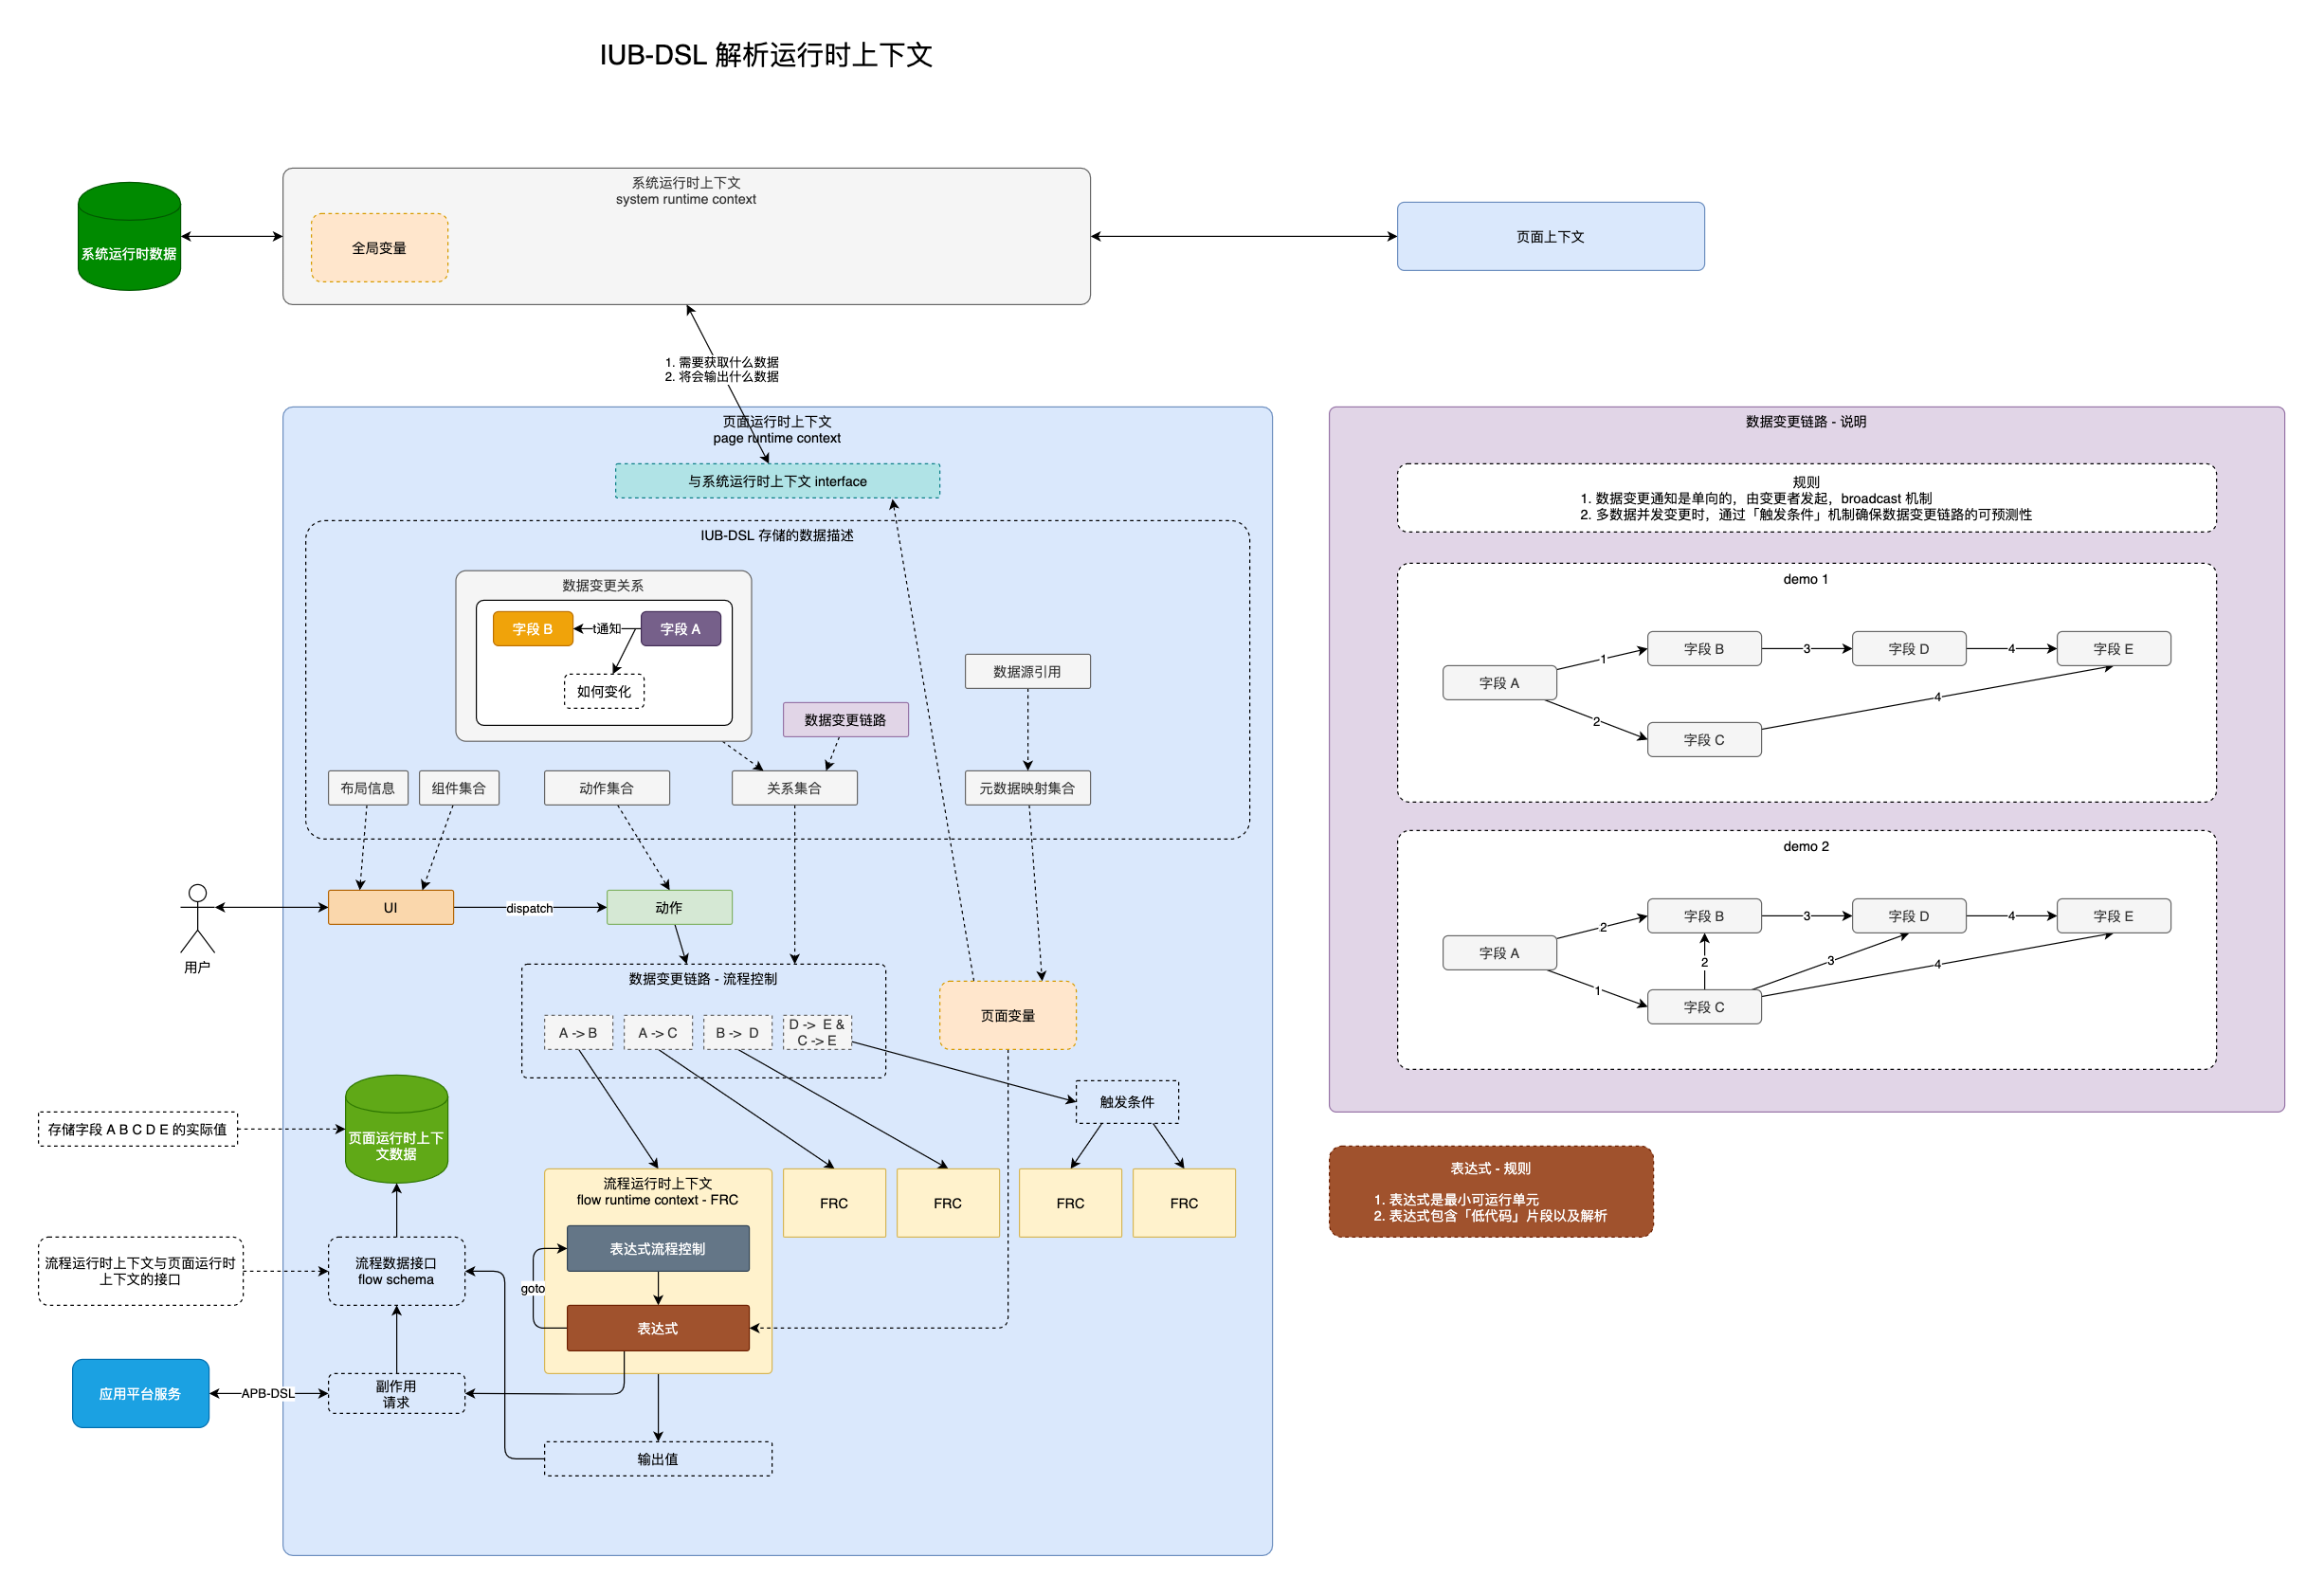 IUB-DSL 解析运行时上下文
系统运行时数据
系统运行时上下文
system runtime context
全局变量
页面上下文
1. 需要获取什么数据
2. 将会输出什么数据
页面运行时上下文
page runtime context
与系统运行时上下文 interface
IUB-DSL 存储的数据描述
数据变更关系
字段 B
t通知
字段 A
如何变化
数据源引用
数据变更链路
布局信息
组件集合
动作集合
关系集合
元数据映射集合
用户
UI
dispatch
动作
数据变更链路 - 流程控制
A -> B
A -> C
B -> D
D -> E &
C -> E
页面变量
触发条件
存储字段 A B C D E 的实际值
页面运行时上下
文数据
流程运行时上下文
flow runtime context - FRC
FRC
FRC
FRC
FRC
表达式流程控制
goto
表达式
流程运行时上下文与页面运行时
上下文的接口
流程数据接口
flow schema
应用平台服务
APB-DSL
副作用
请求
输出值
数据变更链路 - 说明
规则
1. 数据变更通知是单向的，由变更者发起，broadcast 机制
2. 多数据并发变更时，通过「触发条件」机制确保数据变更链路的可预测性
demo 1
字段 A
1
字段 B
3
字段 D
4
字段 E
2
字段 C
4
demo 2
字段 A
2
字段 B
3
字段 D
4
字段 E
1
2
字段 C
3
4
表达式 - 规则
1. 表达式是最小可运行单元
2. 表达式包含「低代码」片段以及解析